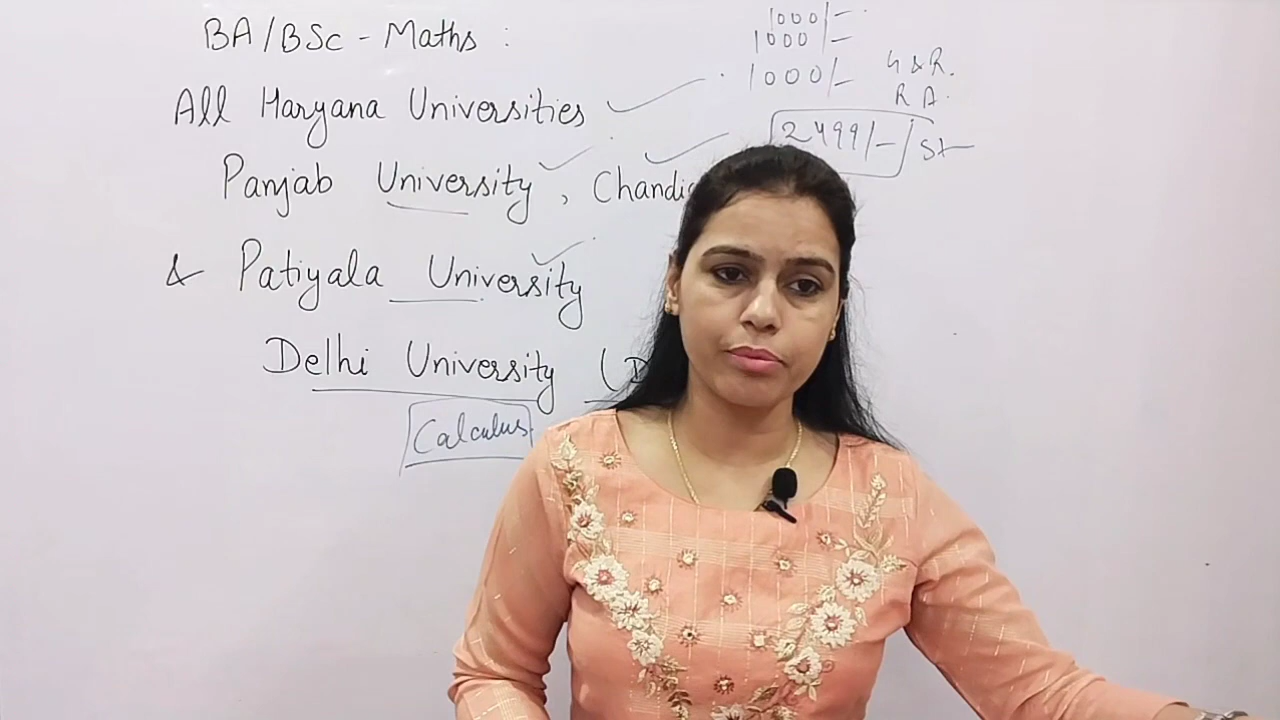 BA/BSc - Maths :
All Haryana Universities
Panjab University, Chandi
& Patiyala University
Delhi University (D
Calculus
1000/-
1000/-
1000/-
G & R.
R A.
2499/-